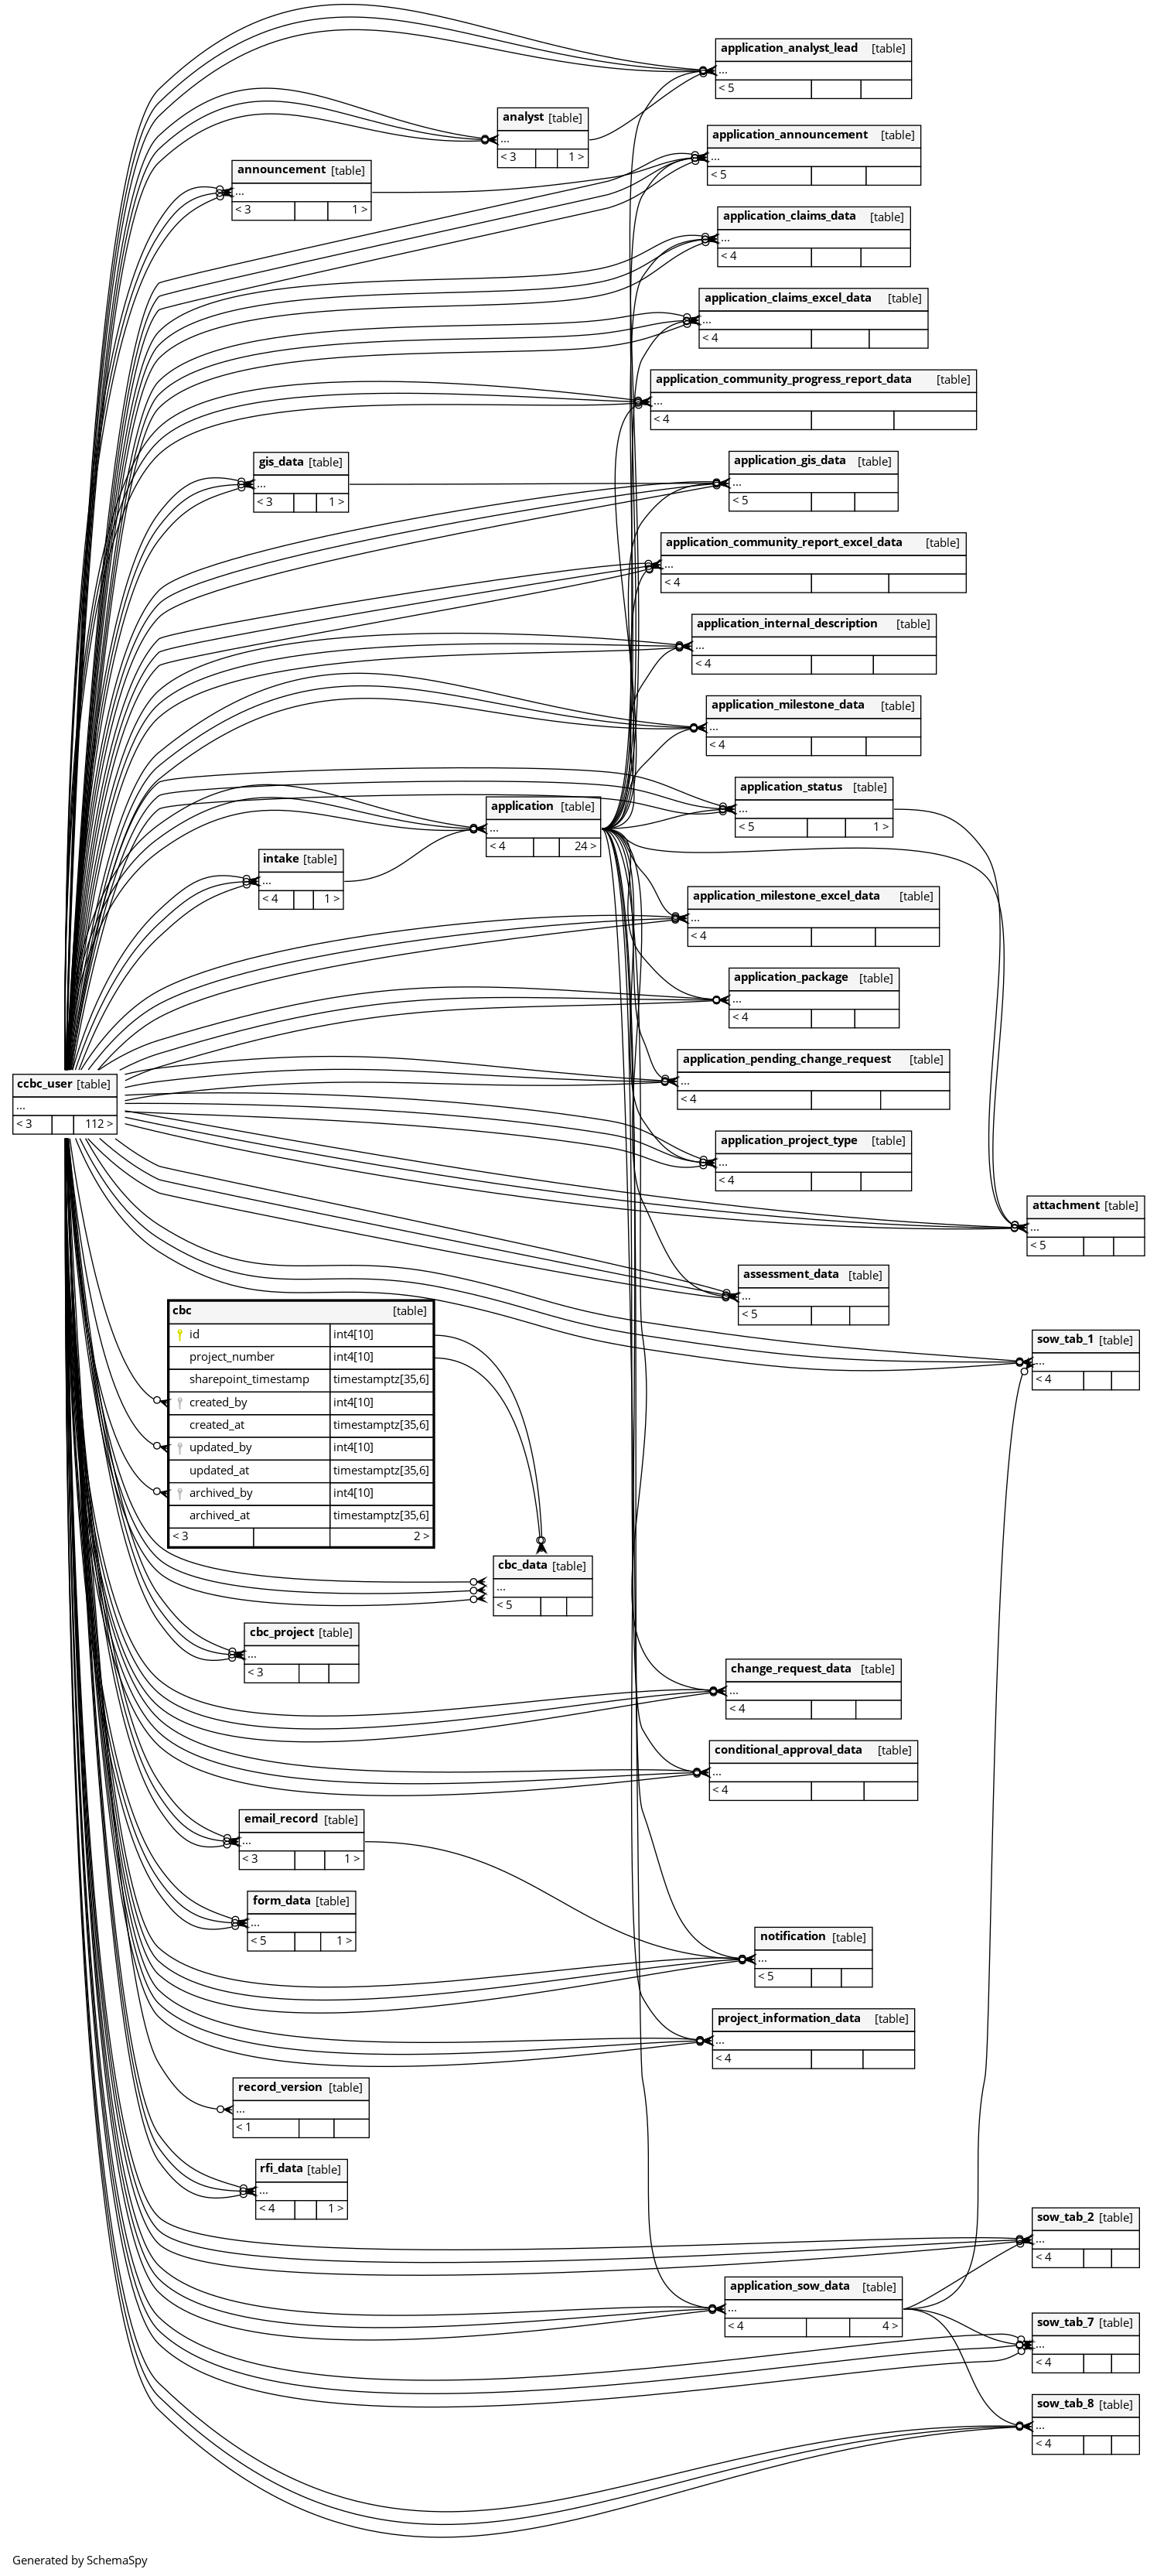 application_analyst_lead [table]
...
< 5
analyst [table]
...
< 3 1 >
application_announcement [table]
...
< 5
announcement [table]
...
< 3 1 >
application_claims_data [table]
...
< 4
application_claims_excel_data [table]
...
< 4
application_community_progress_report_data [table]
...
< 4
gis_data [table]
...
< 3 1 >
application_gis_data [table]
...
< 5
application_community_report_excel_data [table]
...
< 4
application_internal_description [table]
...
< 4
application_milestone_data [table]
...
< 4
application_status [table]
...
< 5 1 >
application [table]
...
< 4 24 >
intake [table]
...
< 4 1 >
application_milestone_excel_data [table]
...
< 4
application_package [table]
...
< 4
application_pending_change_request [table]
...
< 4
ccbc_user [table]
...
< 3 112 >
application_project_type [table]
...
< 4
attachment [table]
...
< 5
assessment_data [table]
...
< 5
cbc [table]
id int4[10]
project_number int4[10]
sharepoint_timestamp timestamptz[35,6]
created_by int4[10]
created_at timestamptz[35,6]
updated_by int4[10]
updated_at timestamptz[35,6]
archived_by int4[10]
archived_at timestamptz[35,6]
< 3 2 >
sow_tab_1 [table]
...
< 4
cbc_data [table]
...
< 5
cbc_project [table]
...
< 3
change_request_data [table]
...
< 4
conditional_approval_data [table]
...
< 4
email_record [table]
...
< 3 1 >
form_data [table]
...
< 5 1 >
notification [table]
...
< 5
project_information_data [table]
...
< 4
record_version [table]
...
< 1
rfi_data [table]
...
< 4 1 >
sow_tab_2 [table]
...
< 4
application_sow_data [table]
...
< 4 4 >
sow_tab_7 [table]
...
< 4
sow_tab_8 [table]
...
< 4
Generated by SchemaSpy